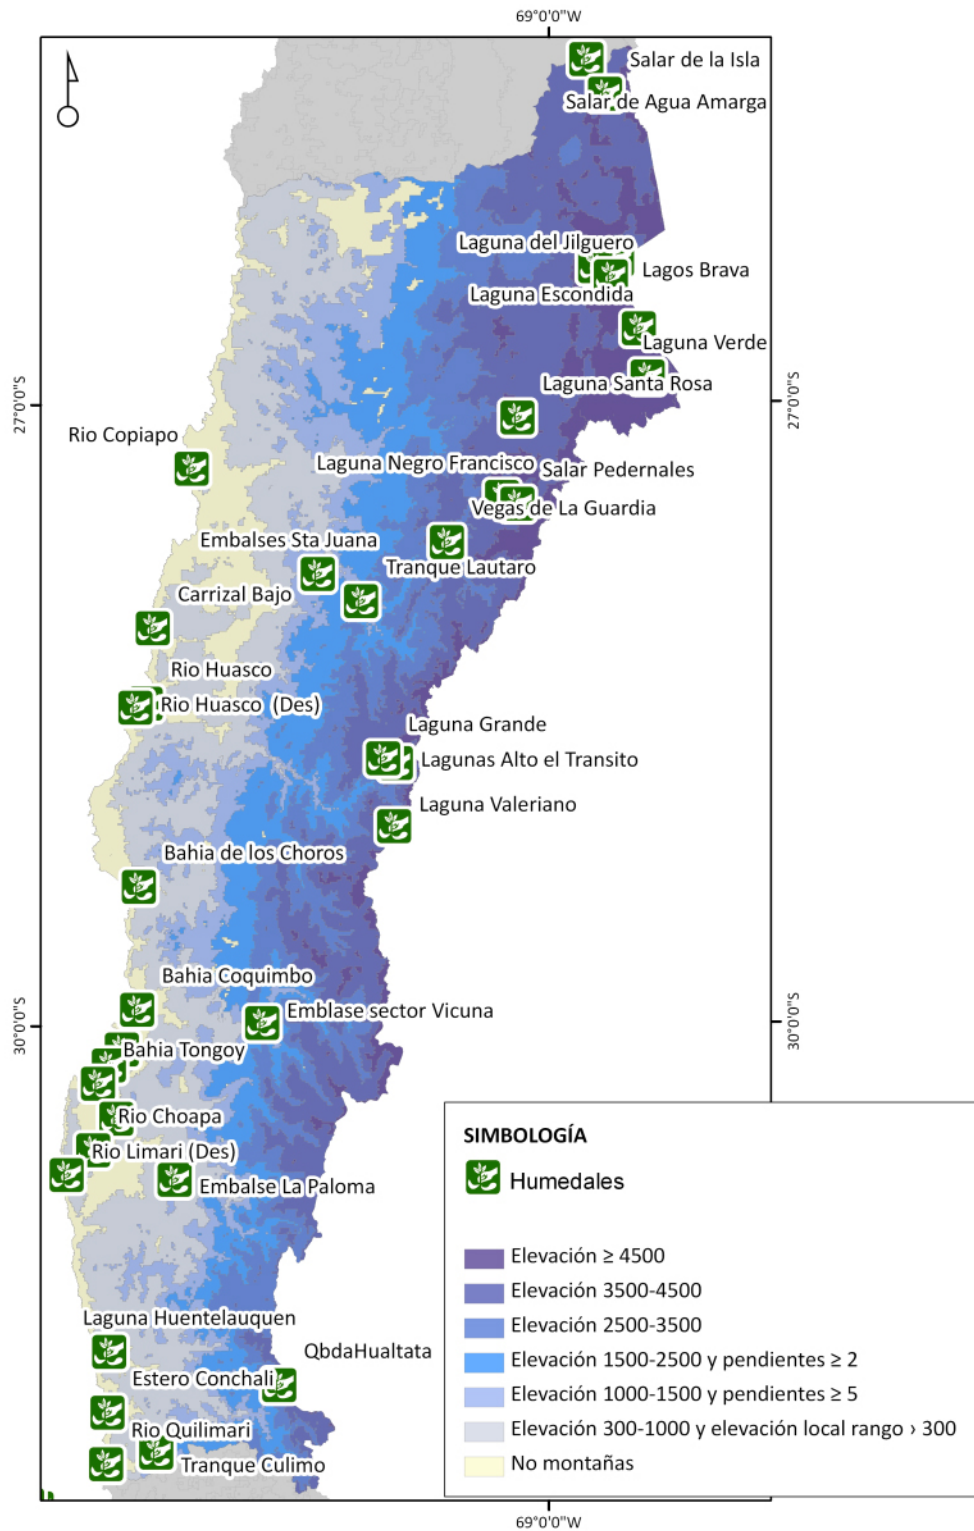 69°0'0"W
Salar de la Isla
Salar de Agua Amarga
Laguna del Jilguero
Lagos Brava
Laguna Escondida
Laguna Verde
Laguna Santa Rosa
27°0'0"S
27°0'0"S
Rio Copiapo
Laguna Negro Francisco
Salar Pedernales
Vegas de La Guardia
Embalses Sta Juana
Tranque Lautaro
Carrizal Bajo
Rio Huasco
Rio Huasco (Des)
Laguna Grande
Lagunas Alto el Transito
Laguna Valeriano
Bahia de los Choros
Bahia Coquimbo
Emblase sector Vicuna
30°0'0"S
30°0'0"S
Bahia Tongoy
Rio Choapa
Rio Limari (Des)
Embalse La Paloma
Laguna Huentelauquen
QbdaHualtata
Estero Conchali
Rio Quilimari
Tranque Culimo
SIMBOLOGÍA
Humedales
Elevación ≥ 4500
Elevación 3500-4500
Elevación 2500-3500
Elevación 1500-2500 y pendientes ≥ 2
Elevación 1000-1500 y pendientes ≥ 5
Elevación 300-1000 y elevación local rango › 300
No montañas
69°0'0"W